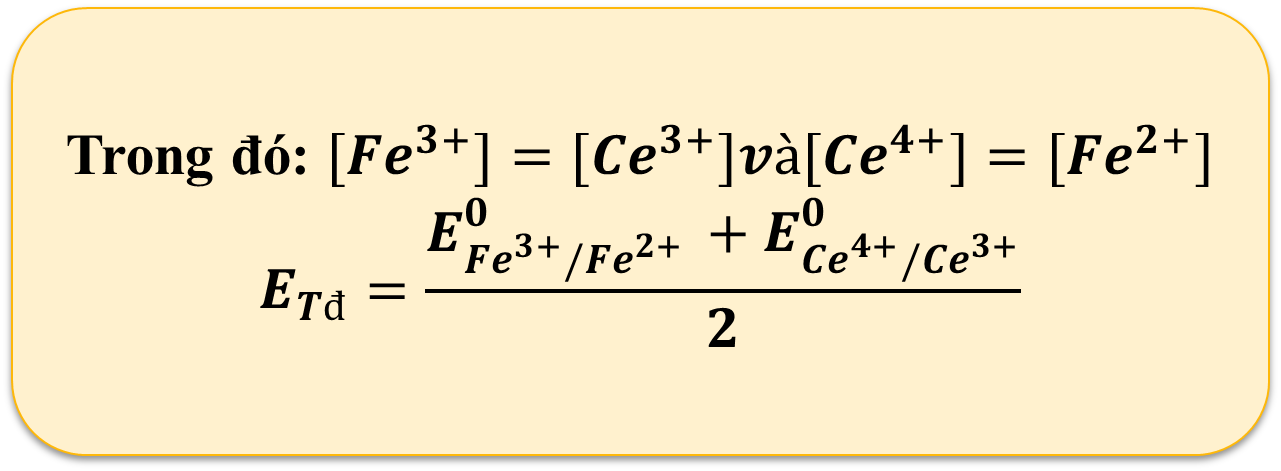 Trong đó: [Fe³⁺] = [Ce³⁺]và[Ce⁴⁺] = [Fe²⁺]
E_Tđ = (E⁰_Fe³⁺/Fe²⁺ + E⁰_Ce⁴⁺/Ce³⁺) / 2